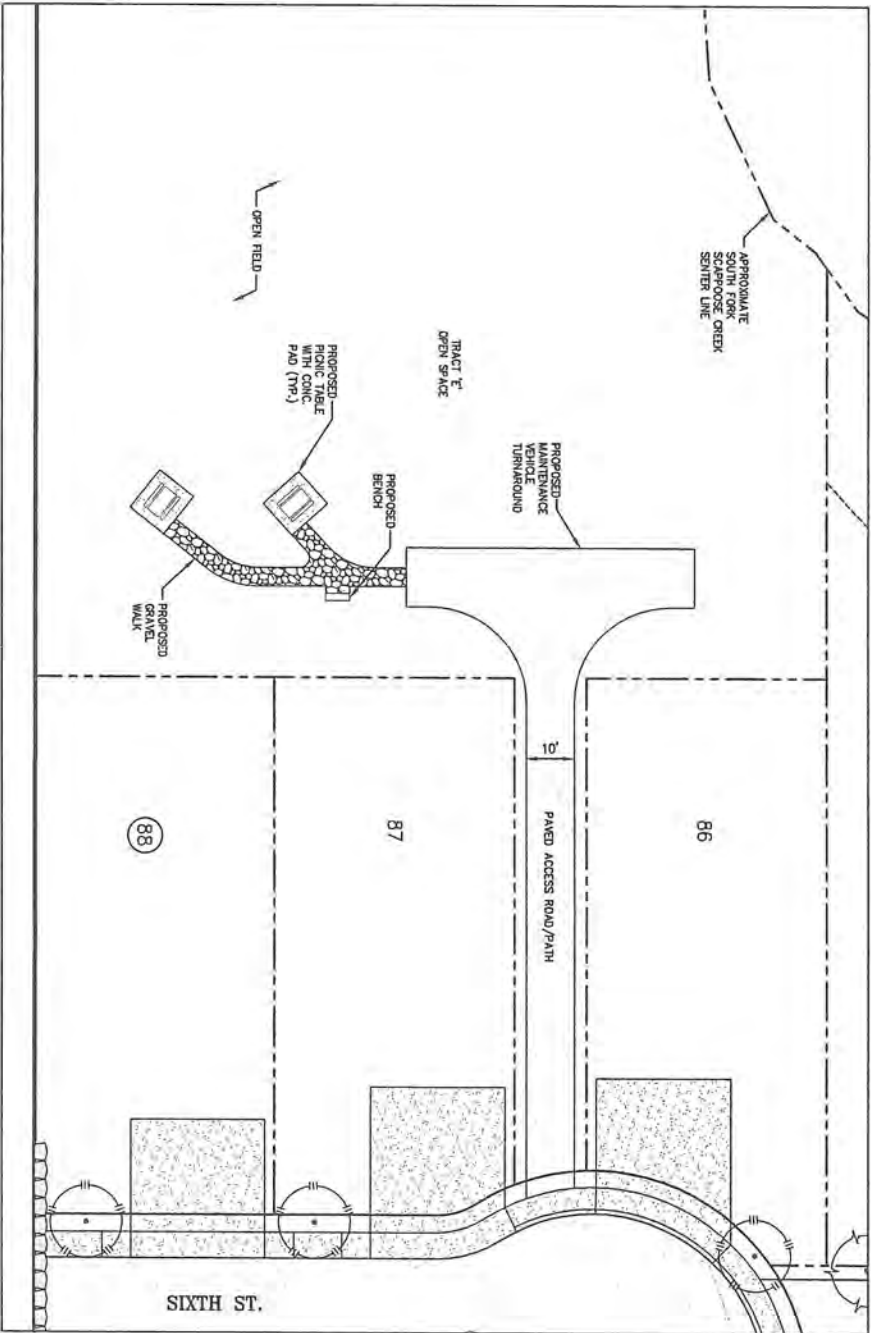 APPROXIMATE
SOUTH FORK
SCAPPOOSE CREEK
SENTER LINE
OPEN FIELD
TRACT 'E'
OPEN SPACE
PROPOSED
PICNIC TABLE
WITH CONC.
PAD (TYP.)
PROPOSED
MAINTENANCE
VEHICLE
TURNAROUND
PROPOSED
BENCH
PROPOSED
GRAVEL
WALK
10'
PAVED ACCESS ROAD/PATH
86
87
88
SIXTH ST.